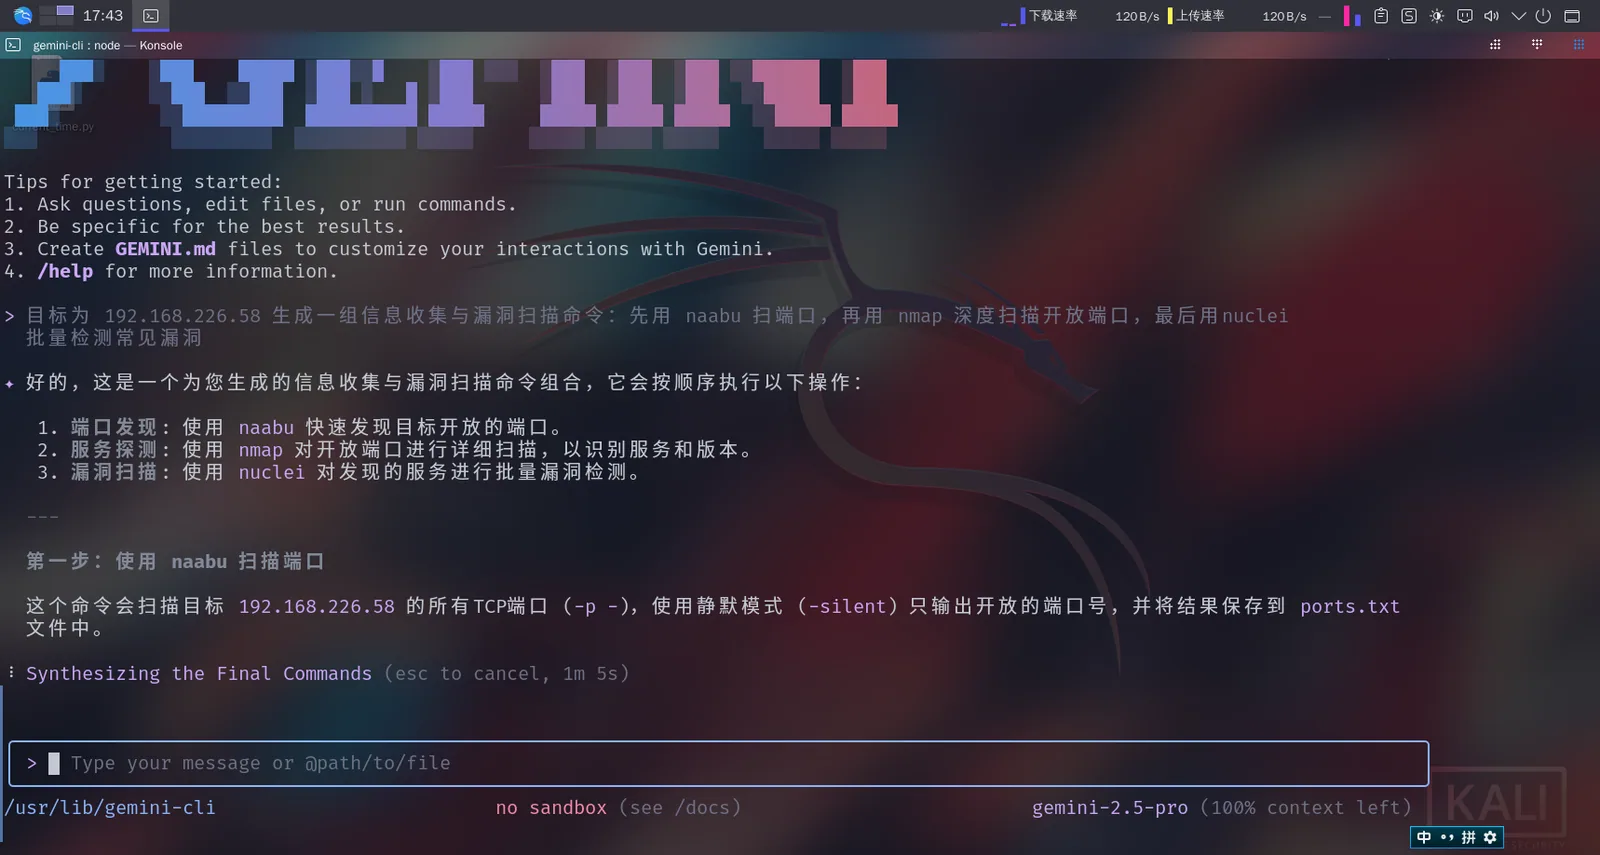 17:43
下载速率 120 B/s 上传速率 120 B/s
gemini-cli : node — Konsole
current_time.py
Tips for getting started:
1. Ask questions, edit files, or run commands.
2. Be specific for the best results.
3. Create GEMINI.md files to customize your interactions with Gemini.
4. /help for more information.
> 目标为 192.168.226.58 生成一组信息收集与漏洞扫描命令：先用 naabu 扫端口，再用 nmap 深度扫描开放端口，最后用nuclei
批量检测常见漏洞
✦ 好的，这是一个为您生成的信息收集与漏洞扫描命令组合，它会按顺序执行以下操作：
1. 端口发现：使用 naabu 快速发现目标开放的端口。
2. 服务探测：使用 nmap 对开放端口进行详细扫描，以识别服务和版本。
3. 漏洞扫描：使用 nuclei 对发现的服务进行批量漏洞检测。
---
第一步：使用 naabu 扫描端口
这个命令会扫描目标 192.168.226.58 的所有TCP端口（-p -），使用静默模式（-silent）只输出开放的端口号，并将结果保存到 ports.txt
文件中。
⠇ Synthesizing the Final Commands (esc to cancel, 1m 5s)
> Type your message or @path/to/file
/usr/lib/gemini-cli no sandbox (see /docs) gemini-2.5-pro (100% context left)
KALI
中 •, 拼